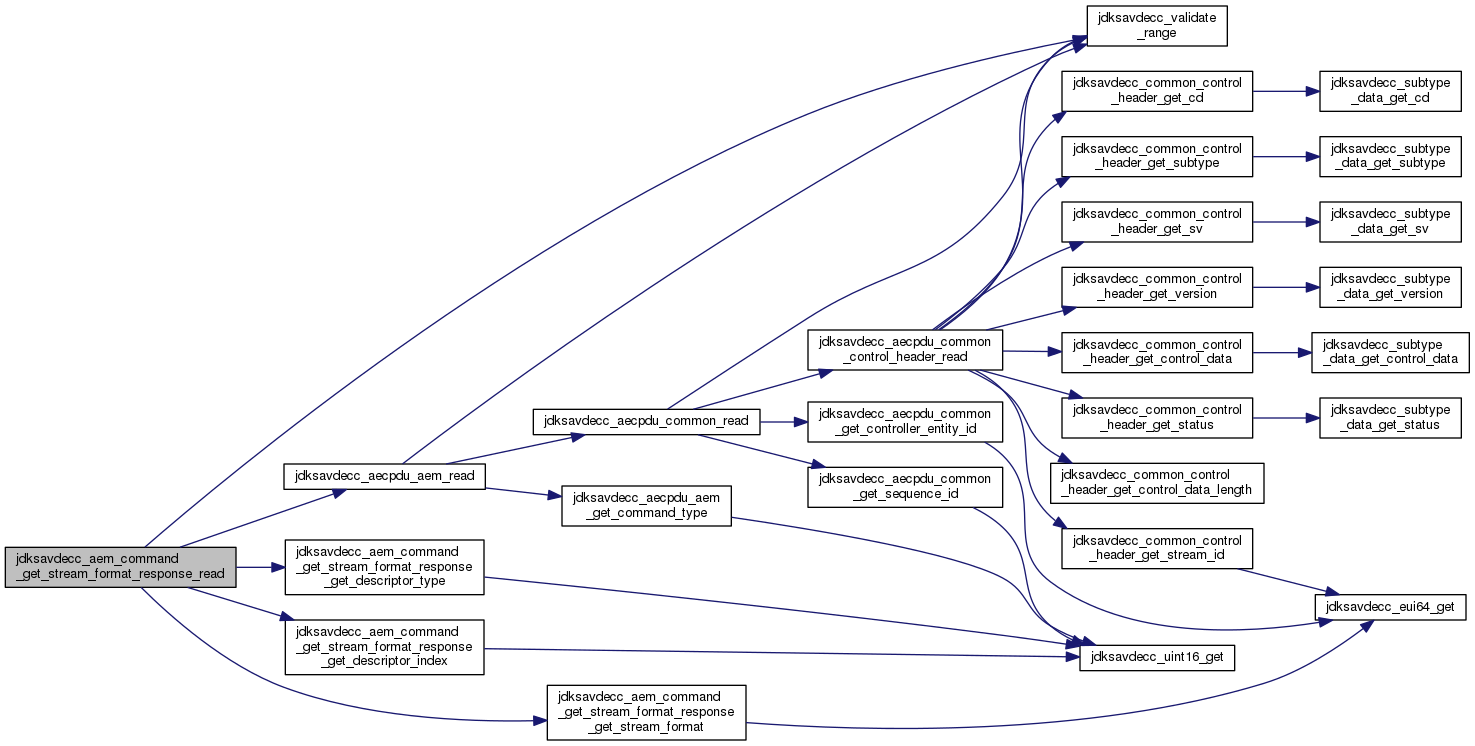 jdksavdecc_validate
_range
jdksavdecc_common_control
_header_get_cd
jdksavdecc_subtype
_data_get_cd
jdksavdecc_common_control
_header_get_subtype
jdksavdecc_subtype
_data_get_subtype
jdksavdecc_common_control
_header_get_sv
jdksavdecc_subtype
_data_get_sv
jdksavdecc_common_control
_header_get_version
jdksavdecc_subtype
_data_get_version
jdksavdecc_aecpdu_common
_control_header_read
jdksavdecc_common_control
_header_get_control_data
jdksavdecc_subtype
_data_get_control_data
jdksavdecc_common_control
_header_get_status
jdksavdecc_subtype
_data_get_status
jdksavdecc_aecpdu_common_read
jdksavdecc_aecpdu_common
_get_controller_entity_id
jdksavdecc_aecpdu_aem_read
jdksavdecc_aecpdu_common
_get_sequence_id
jdksavdecc_common_control
_header_get_control_data_length
jdksavdecc_aecpdu_aem
_get_command_type
jdksavdecc_common_control
_header_get_stream_id
jdksavdecc_aem_command
_get_stream_format_response_read
jdksavdecc_aem_command
_get_stream_format_response
_get_descriptor_type
jdksavdecc_eui64_get
jdksavdecc_aem_command
_get_stream_format_response
_get_descriptor_index
jdksavdecc_uint16_get
jdksavdecc_aem_command
_get_stream_format_response
_get_stream_format